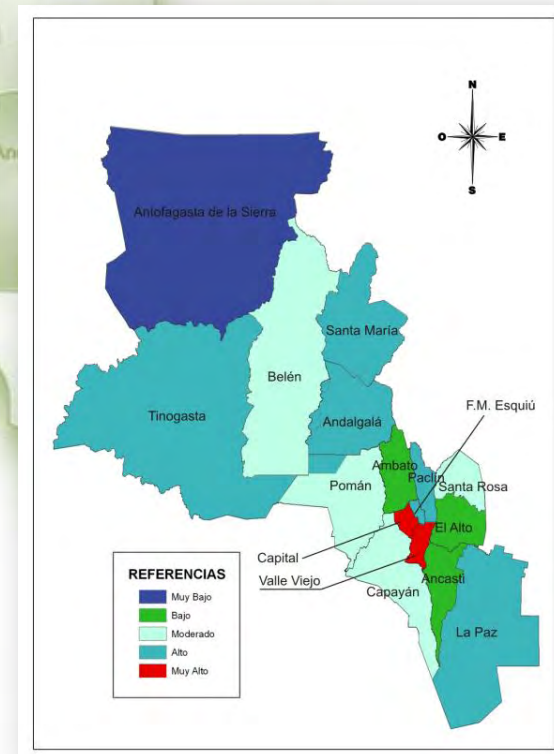 N
O
E
S
Antofagasta de la Sierra
Santa María
Belén
Tinogasta
Andalgalá
F.M. Esquiú
Ambato
Paclín
Pomán
Santa Rosa
El Alto
Capital
Valle Viejo
Ancasti
Capayán
La Paz
REFERENCIAS
Muy Bajo
Bajo
Moderado
Alto
Muy Alto